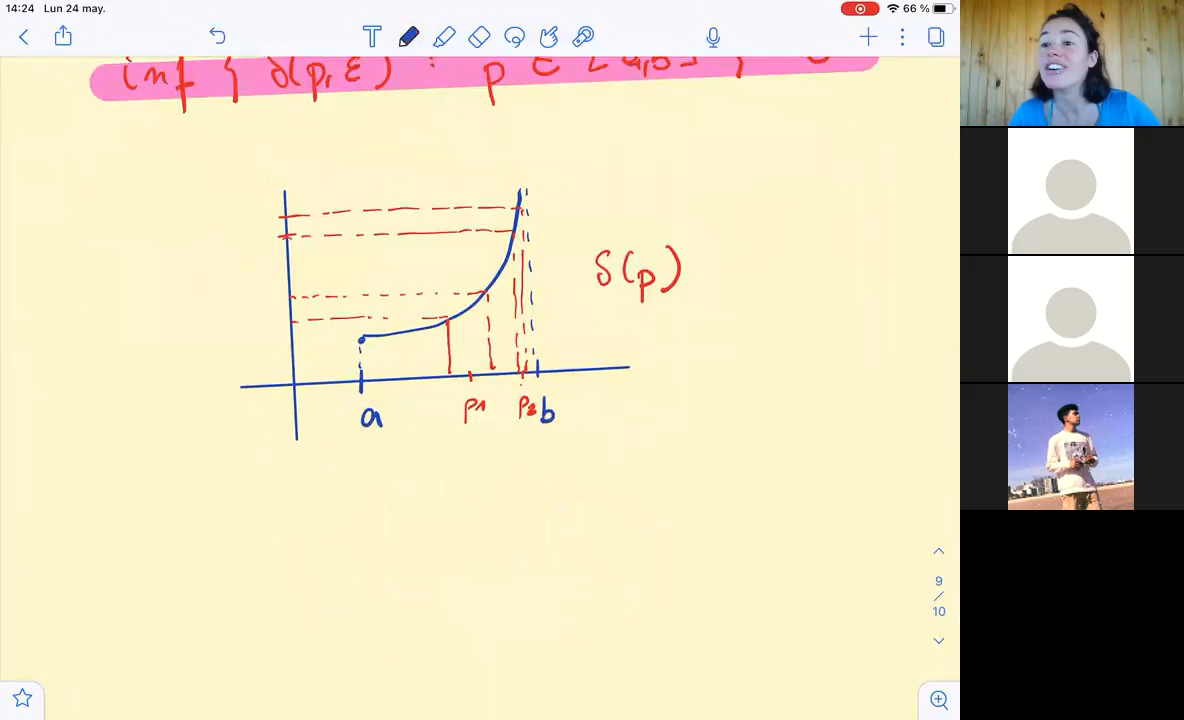 14:24 Lun 24 may.
66 %
T
inf { δ(p, ε) : p ∈
δ(p)
a p1 p2 b
9
/
10